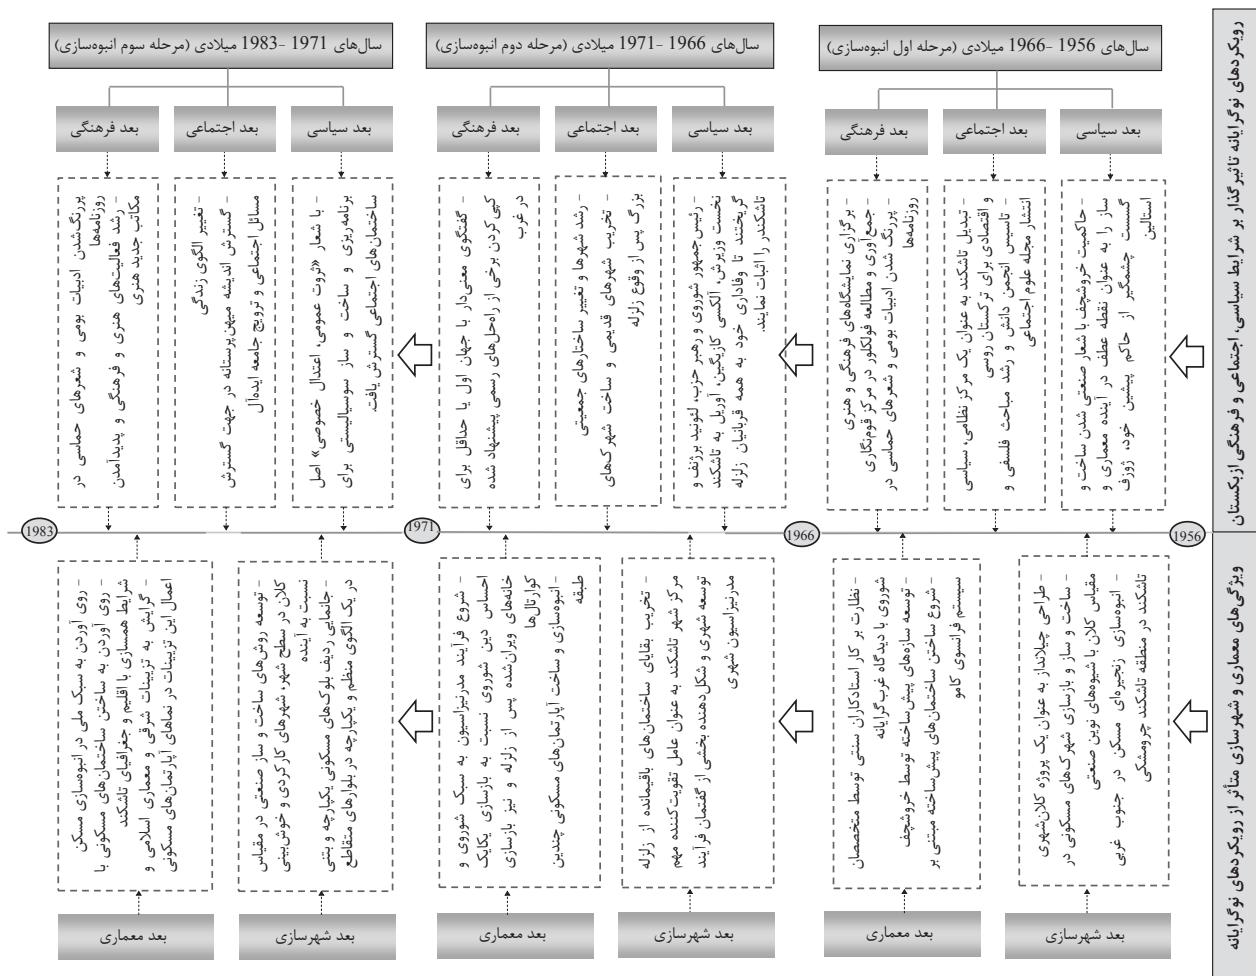 رویکردهای نوگرایانه تاثیرگذار بر شرایط سیاسی، اجتماعی و فرهنگی ازبکستان
سال‌های 1956 -1966 میلادی (مرحله اول انبوه‌سازی)
بعد سیاسی
- حاکمیت خروشچف با شعار صنعتی شدن ساخت و
ساز را به عنوان نقطه عطف در آینده معماری و
گسست چشمگیر از حاکم پیشین خود، ژوزف
استالین
بعد اجتماعی
- تبدیل تاشکند به عنوان یک مرکز نظامی، سیاسی
و اقتصادی برای ترکستان روسی
- تاسیس انجمن دانش و رشد مباحث فلسفی و
انتشار مجله علوم اجتماعی
بعد فرهنگی
- برگزاری نمایشگاه‌های فرهنگی و هنری
- جمع‌آوری و مطالعه فولکلور در مرکز قوم‌نگاری
- پررنگ شدن ادبیات بومی و شعرهای حماسی در
روزنامه‌ها
سال‌های 1966 -1971 میلادی (مرحله دوم انبوه‌سازی)
بعد سیاسی
- رئیس‌جمهور شوروی و رهبر حزب، لئونید برژنف و
نخست وزیرش، آلکسی کازیگین، آوریل به تاشکند
گریختند تا وفاداری خود به همه قربانیان زلزله
تاشکندر را اثبات نمایند.
بعد اجتماعی
- رشد شهرها و تغییر ساختارهای جمعیتی
- تخریب شهرهای قدیمی و ساخت شهرک‌های
بزرگ پس از وقوع زلزله
بعد فرهنگی
- گفتگوی معنی‌دار با جهان اول یا حداقل برای
کپی‌کردن برخی از راه‌حل‌های رسمی پیشنهاد شده
در غرب
سال‌های 1971 -1983 میلادی (مرحله سوم انبوه‌سازی)
بعد سیاسی
- با شعار «ثروت عمومی، اعتدال خصوصی» اصل
برنامه‌ریزی و ساخت و ساز سوسیالیستی برای
ساختمان‌های اجتماعی گسترش یافت.
بعد اجتماعی
- تغییر الگوی زندگی
- گسترش اندیشه میهن‌پرستانه در جهت گسترش
مسائل اجتماعی و ترویج جامعه ایده‌آل
بعد فرهنگی
پررنگ‌شدن ادبیات بومی و شعرهای حماسی در
روزنامه‌ها
- رشد فعالیت‌های هنری و فرهنگی و پدیدآمدن
مکاتب جدید هنری
1956
1966
1971
1983
ویژگی‌های معماری و شهرسازی متأثر از رویکردهای نوگرایانه
- طراحی چیلانذار به عنوان یک پروژه کلان‌شهری
- ساخت و ساز و بازسازی شهرک‌های مسکونی در
مقیاس کلان با شیوه‌های نوین صنعتی
- انبوه‌سازی زنجیره‌ای مسکن در جنوب غربی
تاشکند در منطقه تاشکند چرومشکی
بعد شهرسازی
- نظارت بر کار استادکاران سنتی توسط متخصصان
شوروی با دیدگاه غرب‌گرایانه
- توسعه سازه‌های پیش‌ساخته توسط خروشچف
- شروع ساختن ساختمان‌های پیش‌ساخته مبتنی بر
سیستم فرانسوی کامو
بعد معماری
- تخریب بقایای ساختمان‌های باقیمانده از زلزله
مرکز شهر تاشکند به عنوان عامل تقویت‌کننده مهم
توسعه شهری و شکل‌دهنده بخشی از گفتمان فرآیند
مدرنیزاسیون شهری
بعد شهرسازی
- شروع فرآیند مدرنیزاسیون به سبک شوروی و
احساس دین شوروی نسبت به بازسازی یکایک
خانه‌های ویران‌شده پس از زلزله و نیز بازسازی
کوارتال‌ها
-انبوه‌سازی و ساخت آپارتمان‌های مسکونی چندین
طبقه
بعد معماری
-توسعه روش‌های ساخت و ساز صنعتی در مقیاس
کلان در سطح شهر، شهرهای کارکردی و خوش‌بینی
نسبت به آینده
-جانمایی ردیف بلوک‌های مسکونی یکپارچه و بتنی
در یک الگوی منظم و یکپارچه در بلوارهای متقاطع
بعد شهرسازی
-روی آوردن به سبک ملی در انبوه‌سازی مسکن
- روی آوردن به ساختن ساختمان‌های مسکونی با
شرایط همسازی با اقلیم و جغرافیای تاشکند
- گرایش به تزیینات شرقی و معماری اسلامی و
اعمال این تزیینات در نماهای آپارتمان‌های مسکونی
بعد معماری